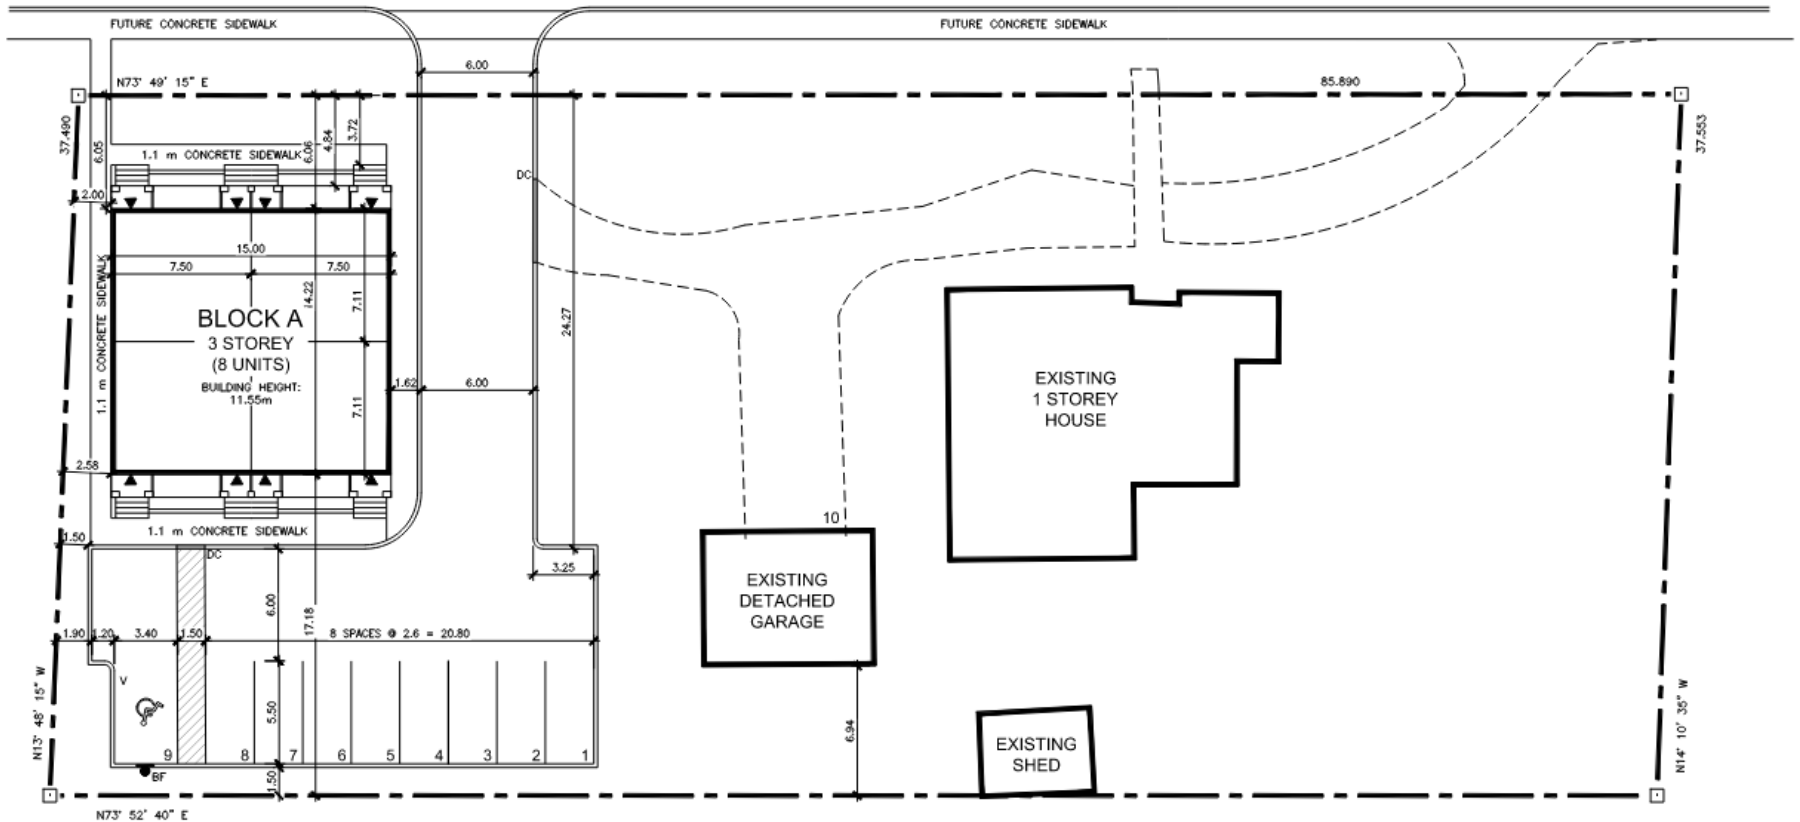 FUTURE CONCRETE SIDEWALK
FUTURE CONCRETE SIDEWALK
6.00
N73° 49' 15" E
85.890
37.490
6.05
6.06
4.84
3.72
37.553
1.1 m CONCRETE SIDEWALK
DC
2.00
15.00
7.50
7.50
14.22
7.11
1.1 m CONCRETE SIDEWALK
BLOCK A
3 STOREY
(8 UNITS)
BUILDING HEIGHT:
11.55m
24.27
1.62
6.00
7.11
EXISTING
1 STOREY
HOUSE
2.58
10
1.1 m CONCRETE SIDEWALK
1.50
DC
3.25
EXISTING
DETACHED
GARAGE
6.00
17.18
1.90
1.20
3.40
1.50
8 SPACES @ 2.6 = 20.80
V
N13° 48' 15" W
5.50
6.94
N14° 10' 35" W
EXISTING
SHED
9
8
7
6
5
4
3
2
1
BF
1.50
N73° 52' 40" E